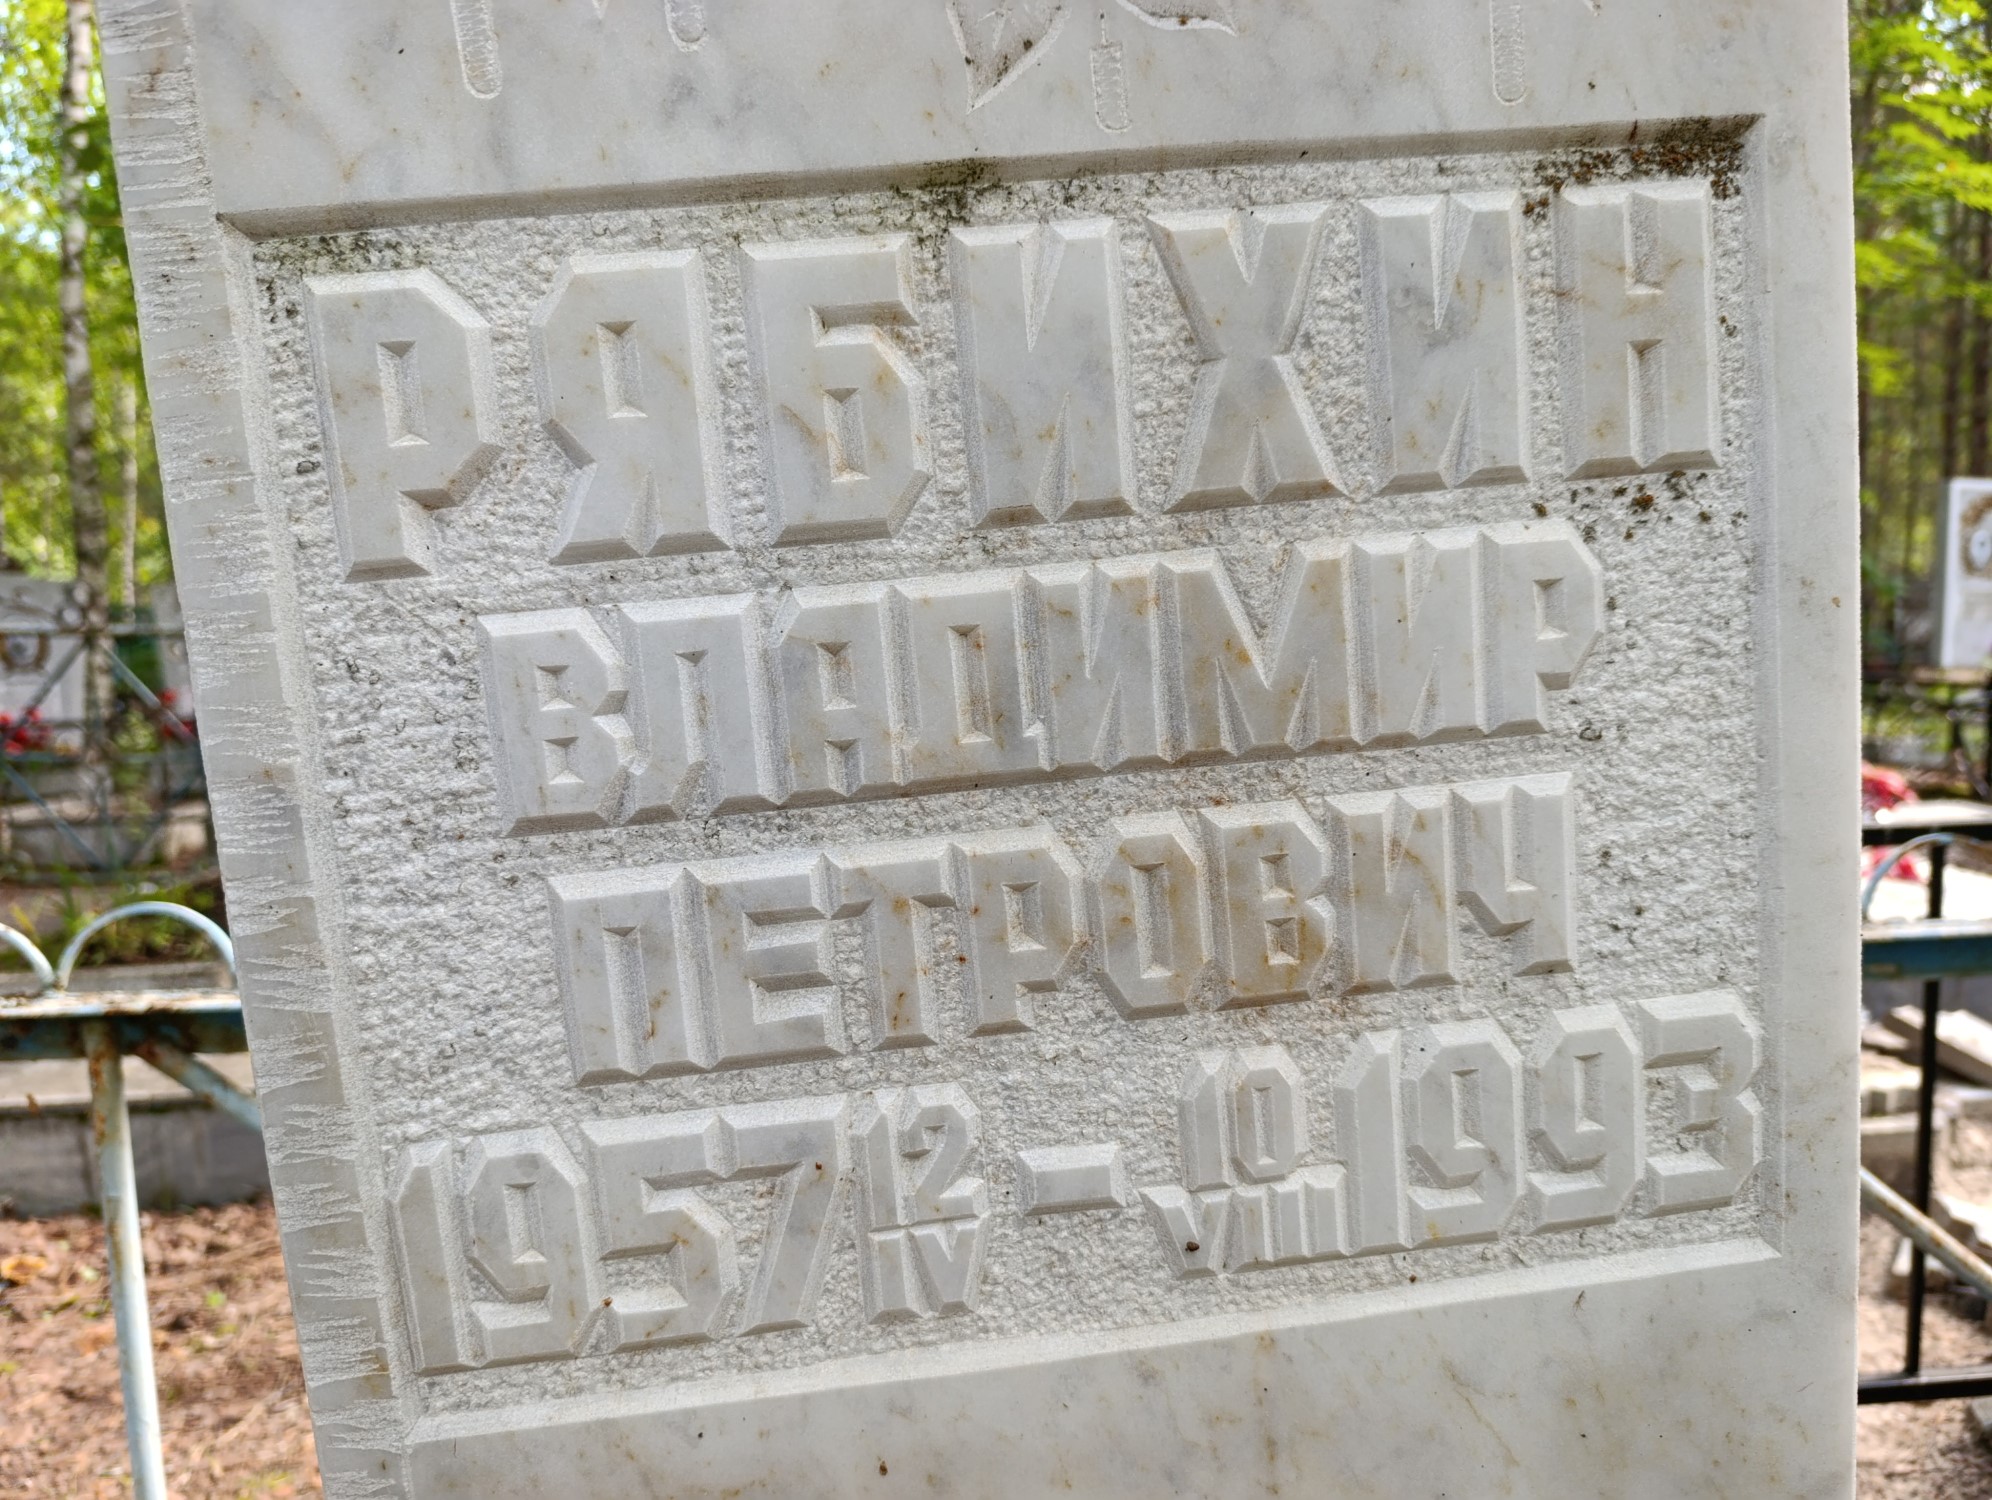 РЯБИХИН
ВЛАДИМИР
ПЕТРОВИЧ
1957 12/IV – 10/VIII 1993